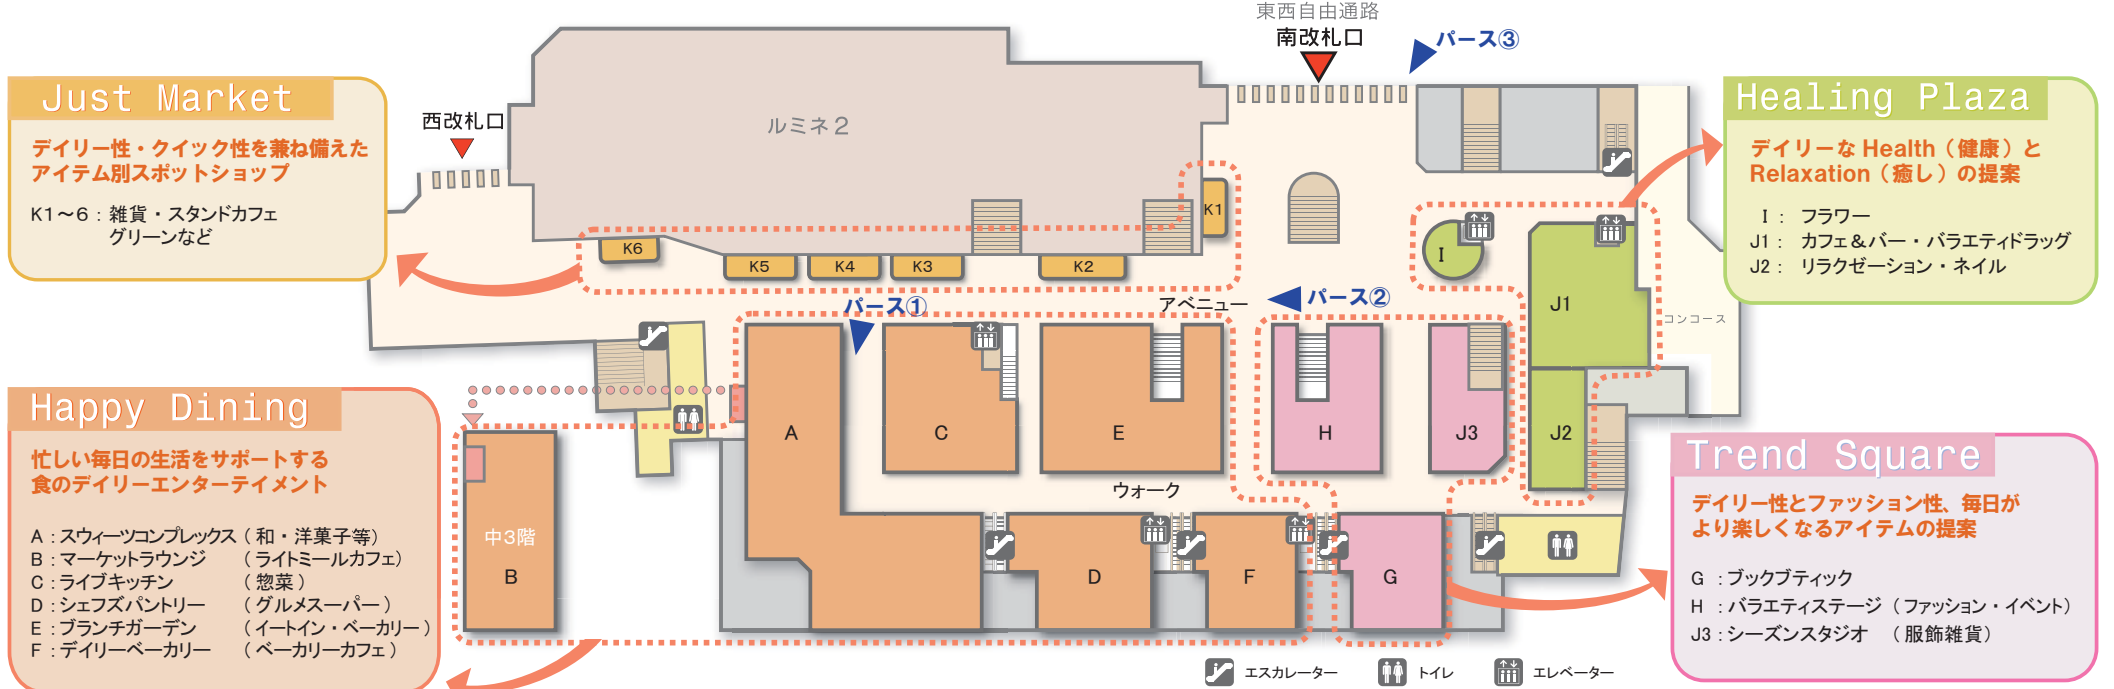 東西自由通路
南改札口
パース③
Just Market
デイリー性・クイック性を兼ね備えた
アイテム別スポットショップ
K1〜6：雑貨・スタンドカフェ
グリーンなど
西改札口
ルミネ2
Healing Plaza
デイリーな Health（健康）と
Relaxation（癒し）の提案
I： フラワー
J1： カフェ＆バー・バラエティドラッグ
J2： リラクゼーション・ネイル
K1
K6
K5
K4
K3
K2
I
J1
コンコース
パース①
アベニュー
パース②
Happy Dining
忙しい毎日の生活をサポートする
食のデイリーエンターテイメント
A：スウィーツコンプレックス（和・洋菓子等）
B：マーケットラウンジ （ライトミールカフェ）
C：ライブキッチン （惣菜）
D：シェフズパントリー （グルメスーパー）
E：ブランチガーデン （イートイン・ベーカリー）
F：デイリーベーカリー （ベーカリーカフェ）
A
C
E
H
J3
J2
ウォーク
中3階
B
D
F
G
Trend Square
デイリー性とファッション性、毎日が
より楽しくなるアイテムの提案
G：ブックブティック
H：バラエティステージ（ファッション・イベント）
J3：シーズンスタジオ （服飾雑貨）
エスカレーター
トイレ
エレベーター